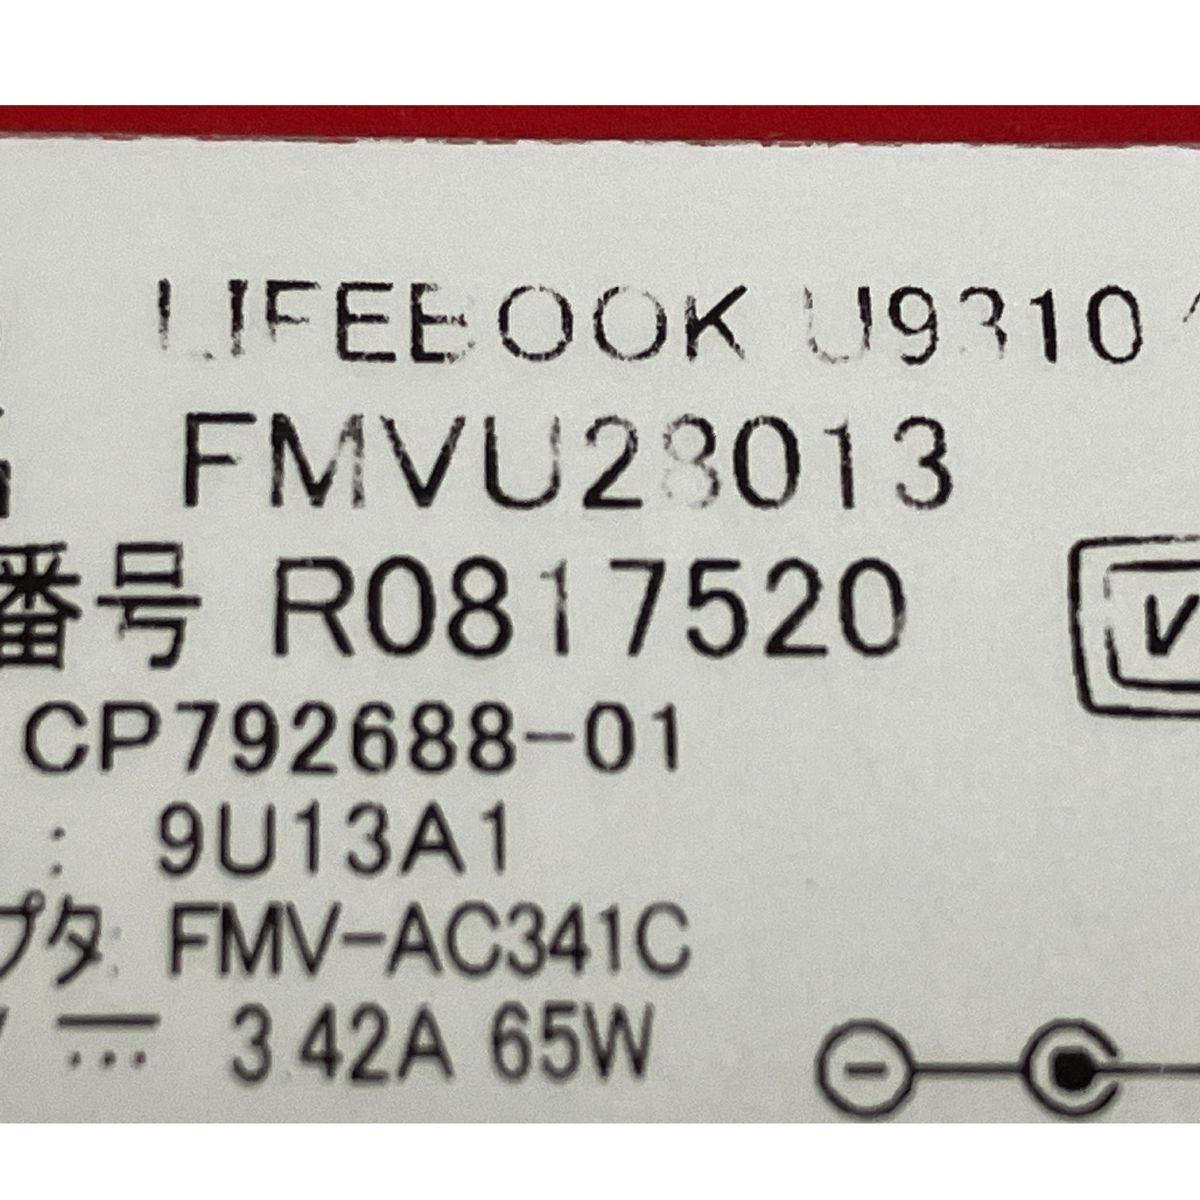 LIFEBOOK U9310
FMVU28013
番号 R0817520
CP792688-01
: 9U13A1
プタ: FMV-AC341C
3.42A 65W